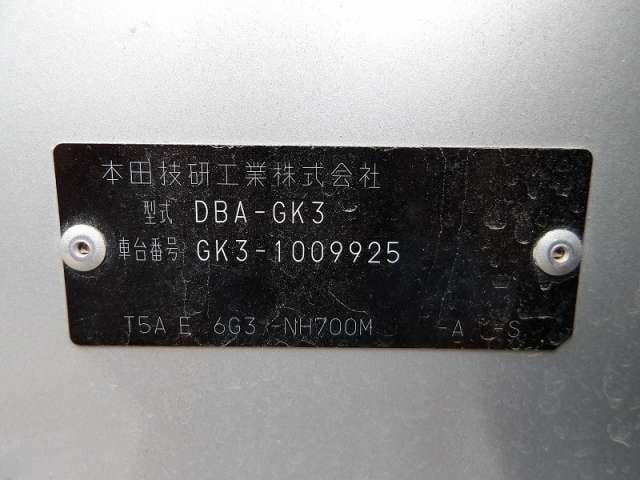 本田技研工業株式会社
型式 DBA-GK3
車台番号 GK3-1009925
T5A E 6G3 -NH700M -A -S